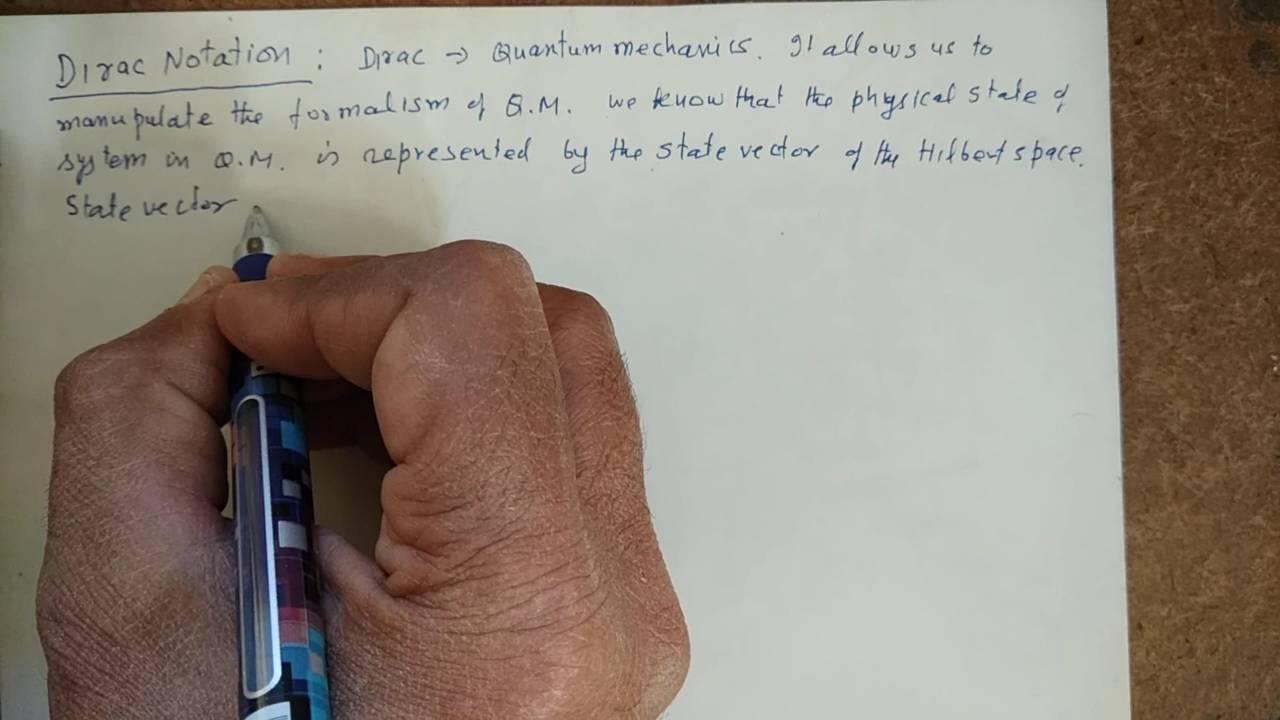 Dirac Notation : Dirac → Quantum mechanics. It allows us to
manupulate the formalism of Q.M. we know that the physical state of
system in Q.M. is represented by the state vector of the Hilbert space.
State vector